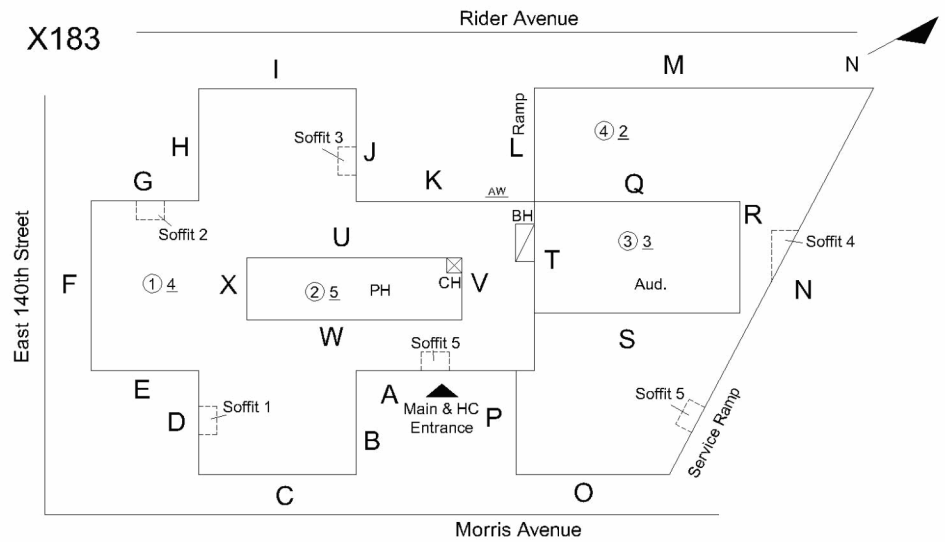 Rider Avenue
X183
N
I
M
Ramp
④ 2
Soffit 3
H
J
L
G
K
AW
Q
R
Soffit 2
BH
U
③ 3
Soffit 4
T
East 140th Street
F
① 4
X
② 5
PH
CH
V
Aud.
N
W
S
Soffit 5
E
A
Soffit 1
D
Main & HC
Entrance
P
Soffit 5
B
Service Ramp
C
O
Morris Avenue